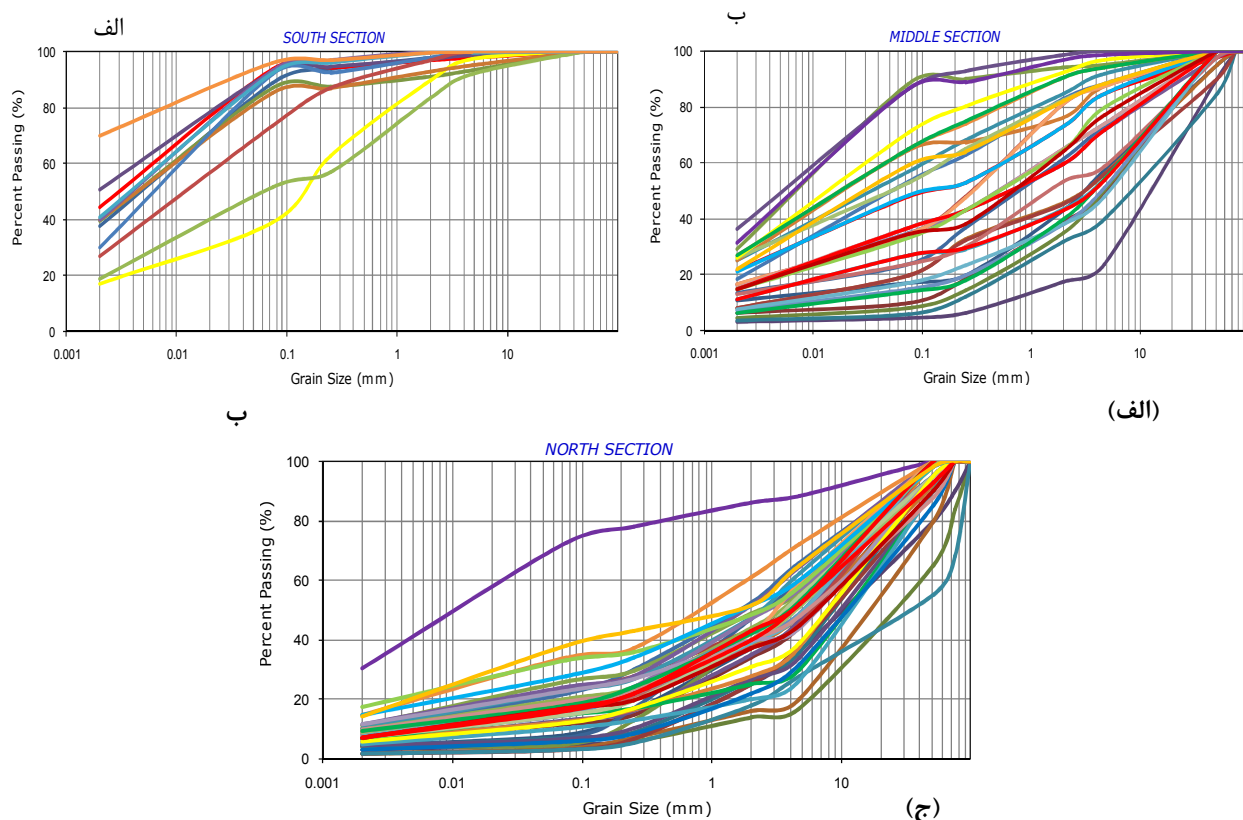 الف
SOUTH SECTION
100
80
60
40
20
0
Percent Passing (%)
0.001 0.01 0.1 1 10
Grain Size (mm)
ب
MIDDLE SECTION
100
80
60
40
20
0
Percent Passing (%)
0.001 0.01 0.1 1 10
Grain Size (mm)
ب
(الف)
NORTH SECTION
100
80
60
40
20
0
Percent Passing (%)
0.001 0.01 0.1 1 10
Grain Size (mm)
(ج)